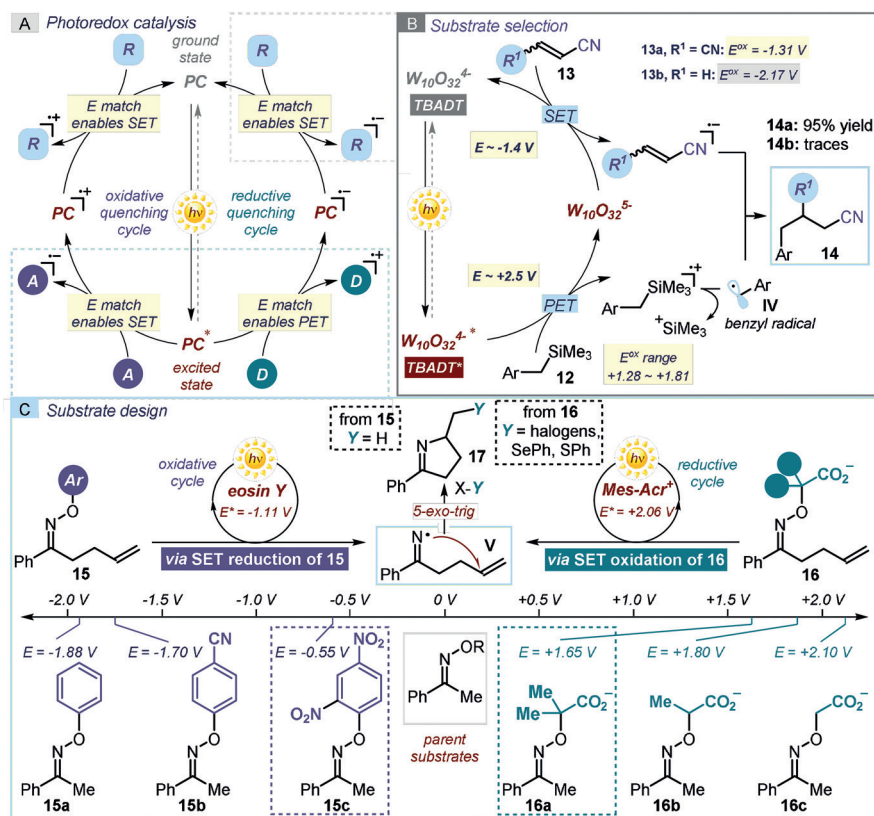 A Photoredox catalysis
R
ground
state
R
PC
E match
enables SET
E match
enables SET
R •+
R •−
PC •+
oxidative
quenching
cycle
hν
reductive
quenching
cycle
PC •−
A •−
D •+
E match
enables SET
E match
enables PET
PC*
A
excited
state
D
B Substrate selection
R¹ CN
13
13a, R¹ = CN: Eᵒˣ = -1.31 V
13b, R¹ = H: Eᵒˣ = -2.17 V
W₁₀O₃₂⁴⁻
TBADT
SET
E ~ -1.4 V
R¹ CN •−
14a: 95% yield
14b: traces
hν
W₁₀O₃₂⁵⁻
R¹
CN
Ar
14
E ~ +2.5 V
PET
SiMe₃ •+
Ar
⁺SiMe₃
• Ar
IV
benzyl radical
W₁₀O₃₂⁴⁻ *
TBADT*
SiMe₃
Ar
12
Eᵒˣ range
+1.28 ~ +1.81
C Substrate design
from 15
Y = H
Y
N
Ph
17
from 16
Y = halogens,
SePh, SPh
oxidative
cycle
hν
eosin Y
E* = -1.11 V
hν
reductive
cycle
Mes-Acr⁺
E* = +2.06 V
Ar
O
N
Ph
15
via SET reduction of 15
X-Y
5-exo-trig
N•
V
Ph
via SET oxidation of 16
CO₂⁻
O
N
Ph
16
-2.0 V
-1.5 V
-1.0 V
-0.5 V
0 V
+0.5 V
+1.0 V
+1.5 V
+2.0 V
E = -1.88 V
E = -1.70 V
E = -0.55 V
E = +1.65 V
E = +1.80 V
E = +2.10 V
O
N
Ph Me
15a
CN
O
N
Ph Me
15b
NO₂
NO₂
O
N
Ph Me
15c
OR
N
Ph Me
parent
substrates
Me
Me CO₂⁻
O
N
Ph Me
16a
Me CO₂⁻
O
N
Ph Me
16b
CO₂⁻
O
N
Ph Me
16c